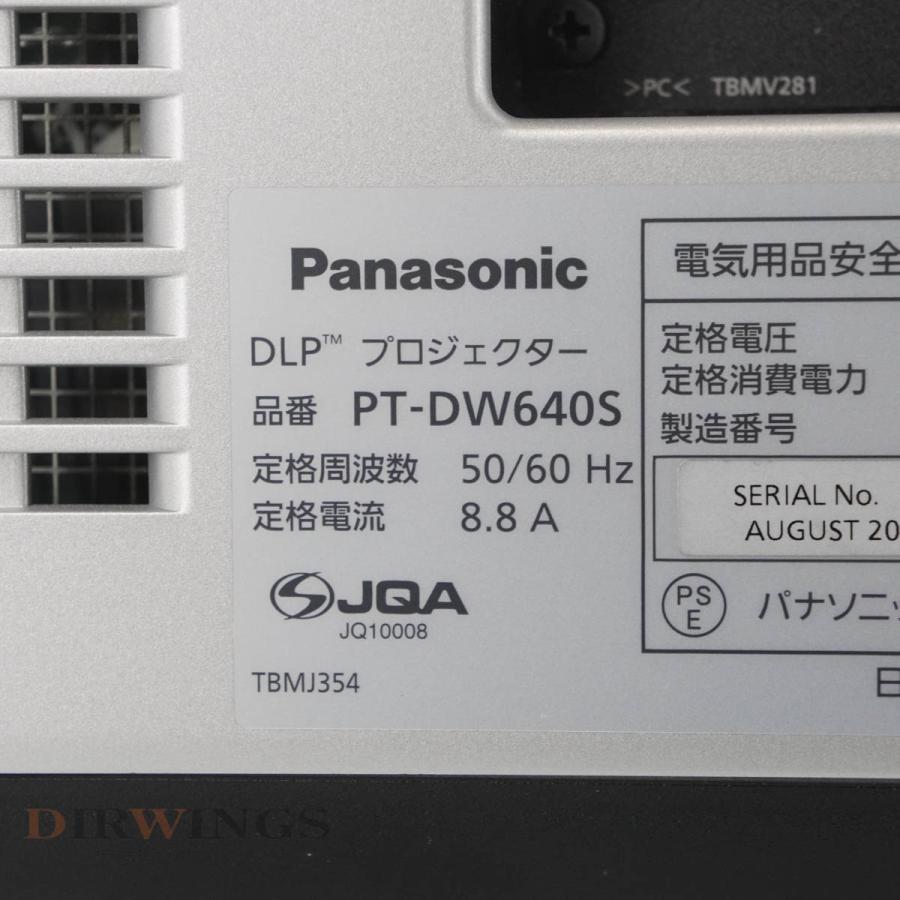 >PC< TBMV281
Panasonic
DLP™ プロジェクター
品番 PT-DW640S
定格周波数 50/60 Hz
定格電流 8.8 A
JQA
JQ10008
TBMJ354
電気用品安全
定格電圧
定格消費電力
製造番号
SERIAL No.
AUGUST 20
PS
E
パナソニッ
DIRWINGS